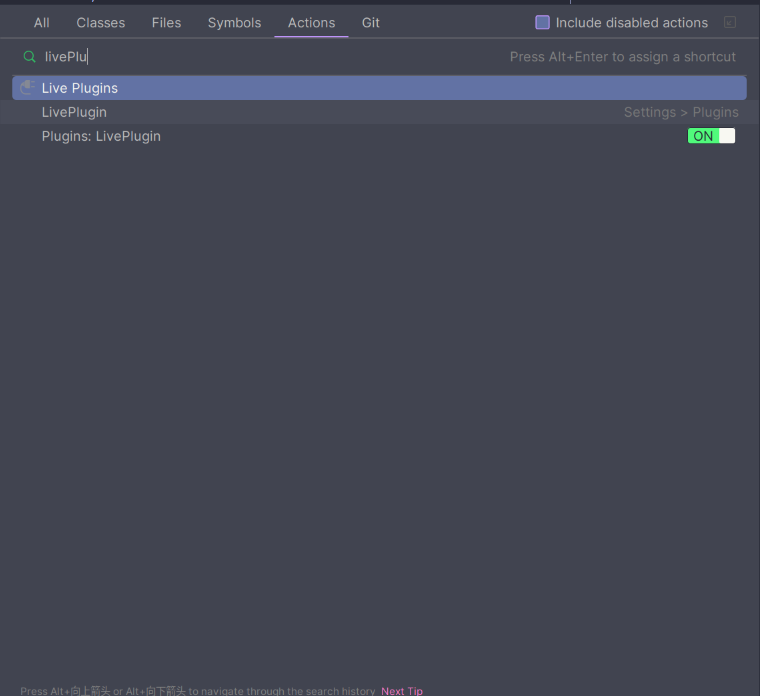 All Classes Files Symbols Actions Git Include disabled actions
livePlu Press Alt+Enter to assign a shortcut
Live Plugins
LivePlugin Settings > Plugins
Plugins: LivePlugin ON
Press Alt+向上箭头 or Alt+向下箭头 to navigate through the search history Next Tip